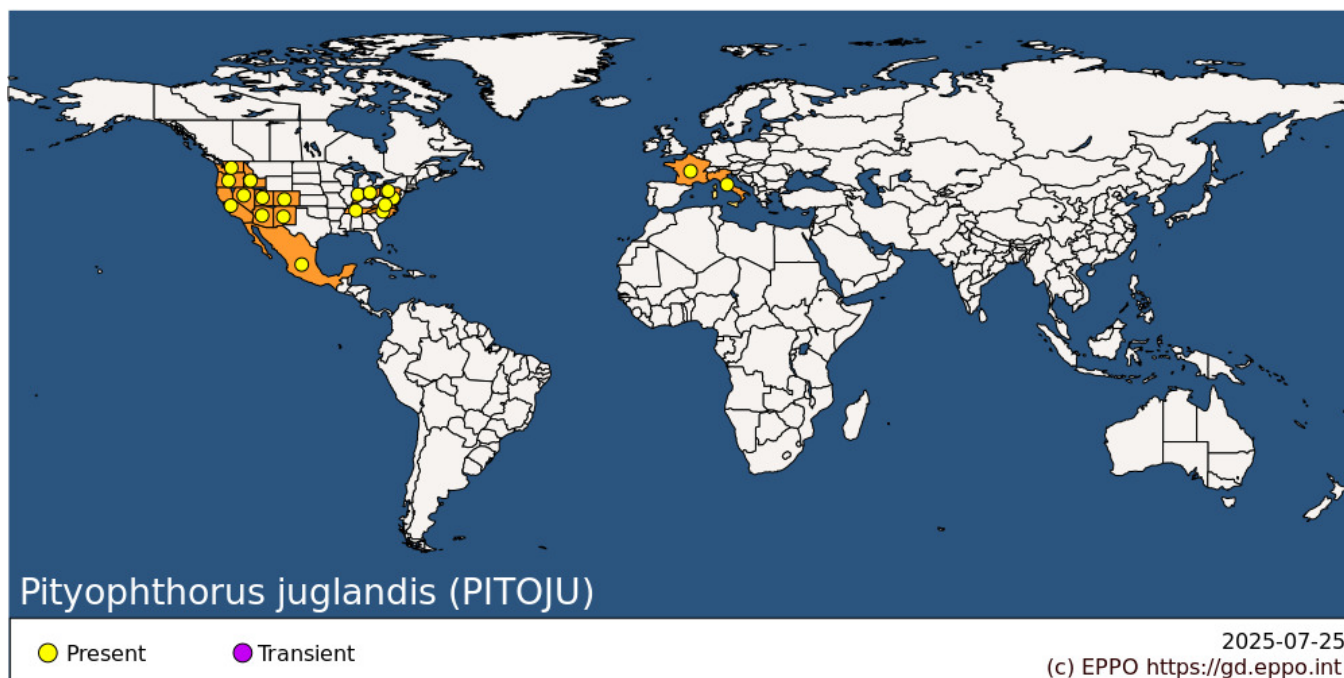 Pityophthorus juglandis (PITOJU)
Present
Transient
2025-07-25
(c) EPPO https://gd.eppo.int